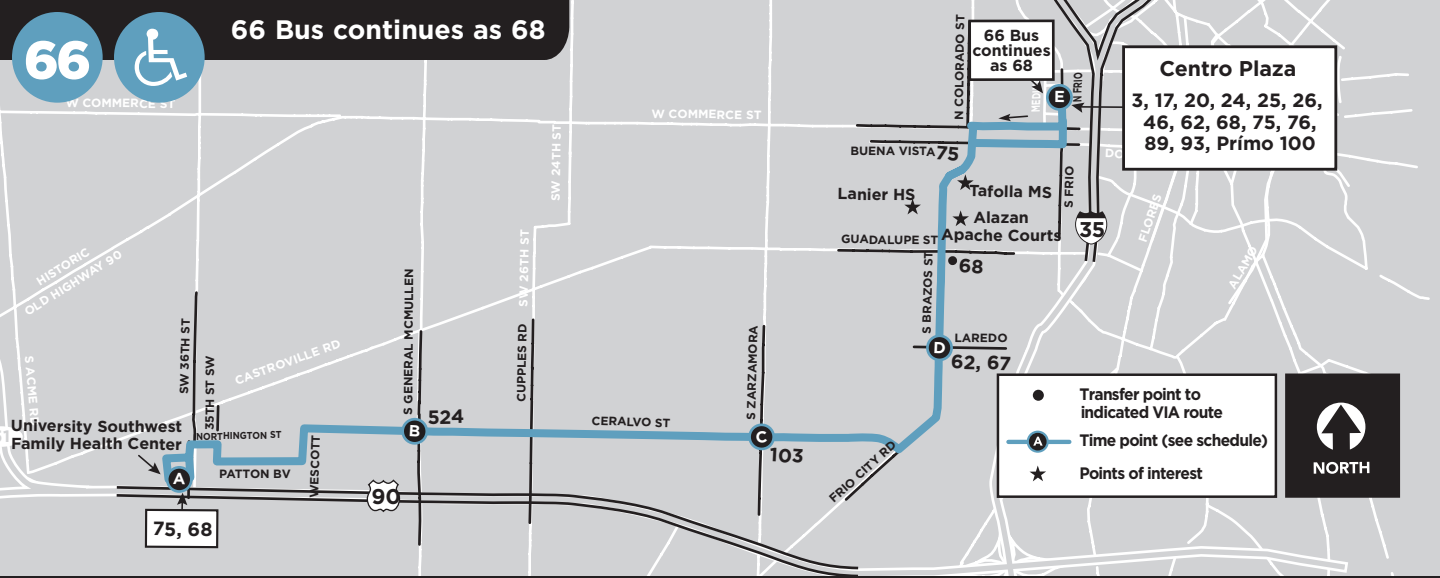 66
66 Bus continues as 68
W COMMERCE ST
W COMMERCE ST
N COLORADO ST
66 Bus
continues
as 68
N FRIO
E
Centro Plaza
3, 17, 20, 24, 25, 26,
46, 62, 68, 75, 76,
89, 93, Prímo 100
BUENA VISTA
75
SW 24TH ST
Lanier HS
Tafolla MS
S FRIO
FLORES
Alazan
Apache Courts
35
GUADALUPE ST
68
HISTORIC
OLD HIGHWAY 90
SW 26TH ST
ALAMO
S BRAZOS ST
S GENERAL MCMULLEN
SW 36TH ST
35TH ST SW
CUPPLES RD
S ZARZAMORA
D
LAREDO
62, 67
CASTROVILLE RD
University Southwest
Family Health Center
NORTHINGTON ST
524
B
CERALVO ST
C
103
FRIO CITY RD
A
PATTON BV
WESCOTT
90
75, 68
Transfer point to
indicated VIA route
A
Time point (see schedule)
Points of interest
NORTH